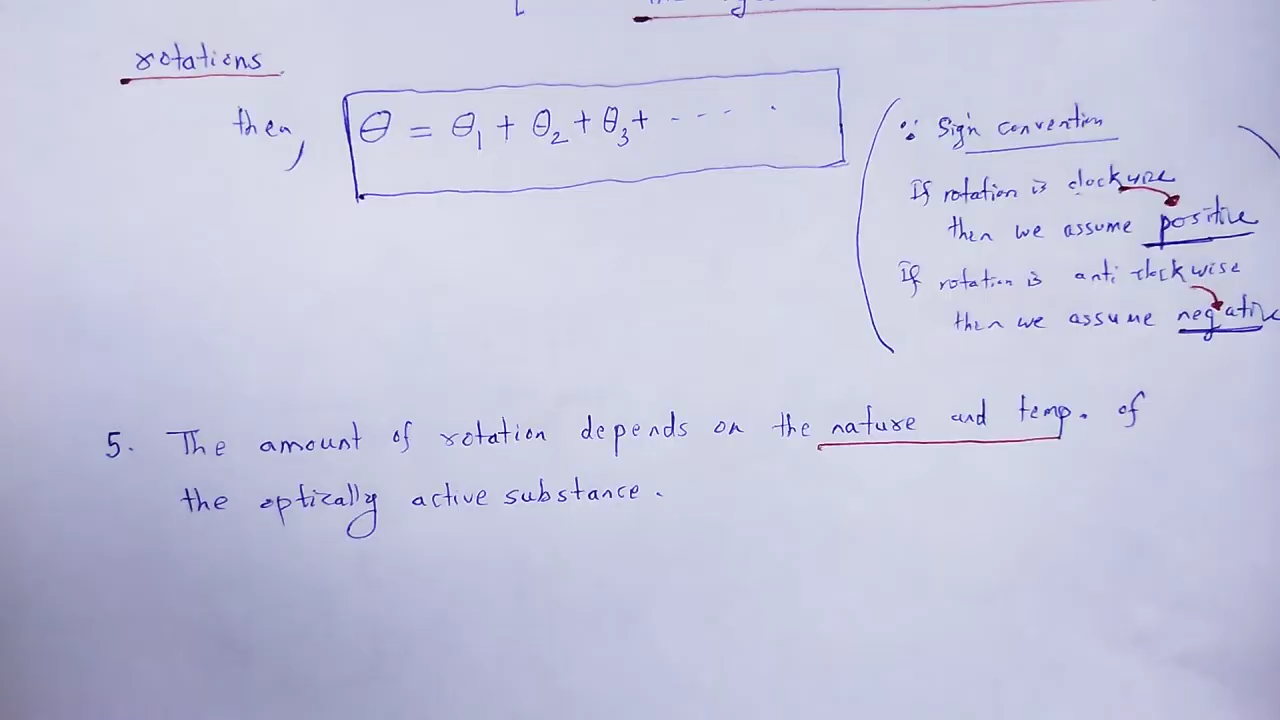 rotations
then, θ = θ₁ + θ₂ + θ₃ + - - - - .
∵ Sign convention
If rotation is clockwise
then we assume positive
If rotation is anti clockwise
then we assume negative
5. The amount of rotation depends on the nature and temp. of
the optically active substance.